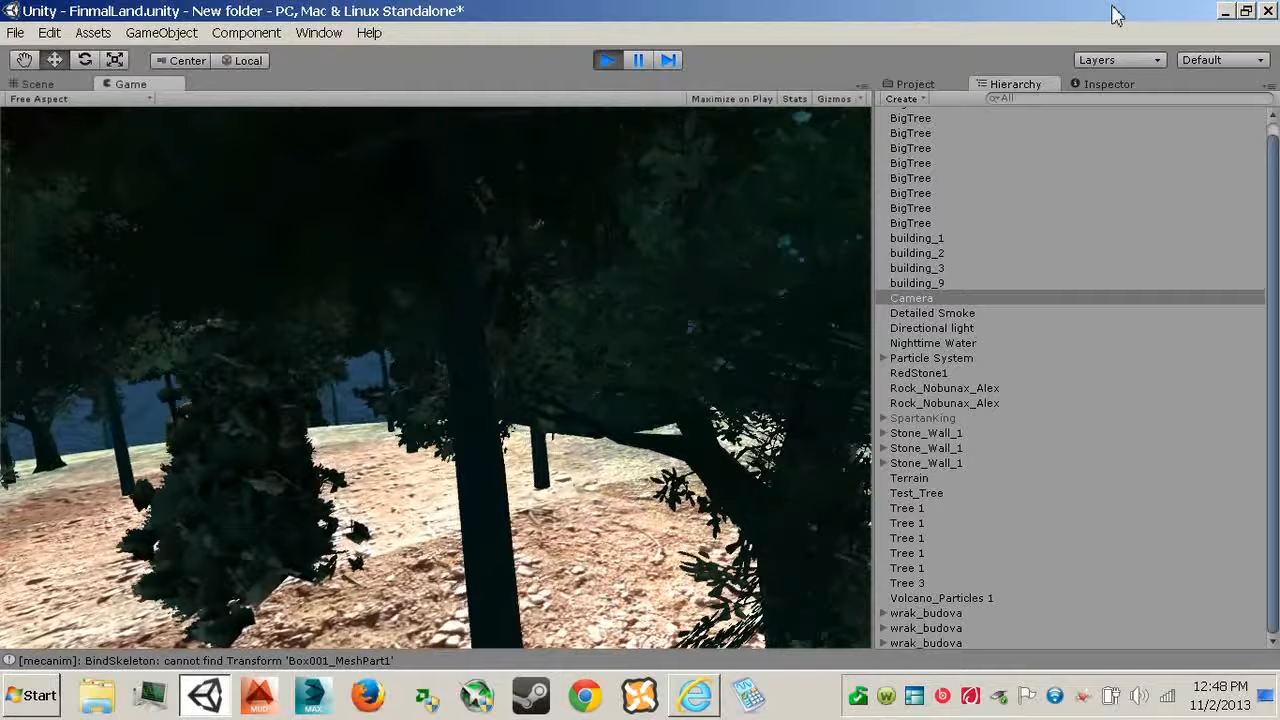 Unity - FinmalLand.unity - New folder - PC, Mac & Linux Standalone*
File Edit Assets GameObject Component Window Help
Center Local Layers Default
Scene Game Project Hierarchy Inspector
Free Aspect Maximize on Play Stats Gizmos Create All
BigTree
BigTree
BigTree
BigTree
BigTree
BigTree
BigTree
BigTree
building_1
building_2
building_3
building_9
Camera
Detailed Smoke
Directional light
Nighttime Water
Particle System
RedStone1
Rock_Nobunax_Alex
Rock_Nobunax_Alex
SpartanKing
Stone_Wall_1
Stone_Wall_1
Stone_Wall_1
Terrain
Test_Tree
Tree 1
Tree 1
Tree 1
Tree 1
Tree 1
Tree 3
Volcano_Particles 1
wrak_budova
wrak_budova
wrak_budova
[mecanim]: BindSkeleton: cannot find Transform 'Box001_MeshPart1'
Start MUD MAX 12:48 PM
11/2/2013